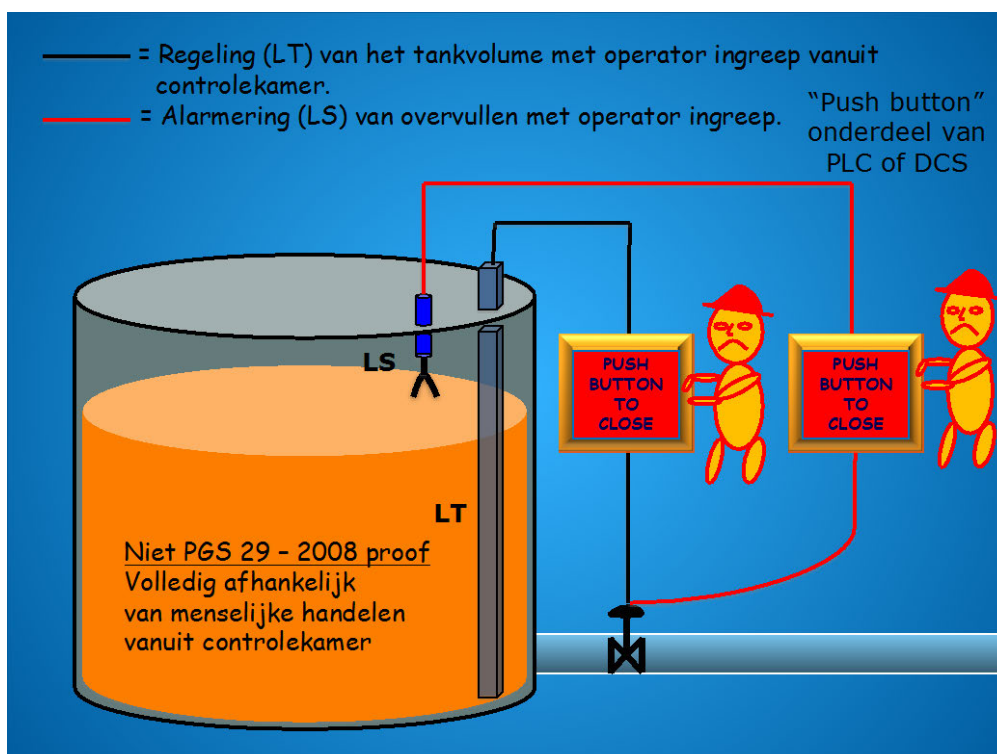 = Regeling (LT) van het tankvolume met operator ingreep vanuit
controlekamer.
= Alarmering (LS) van overvullen met operator ingreep.
“Push button”
onderdeel van
PLC of DCS
LS
PUSH
BUTTON
TO
CLOSE
PUSH
BUTTON
TO
CLOSE
LT
Niet PGS 29 – 2008 proof
Volledig afhankelijk
van menselijke handelen
vanuit controlekamer